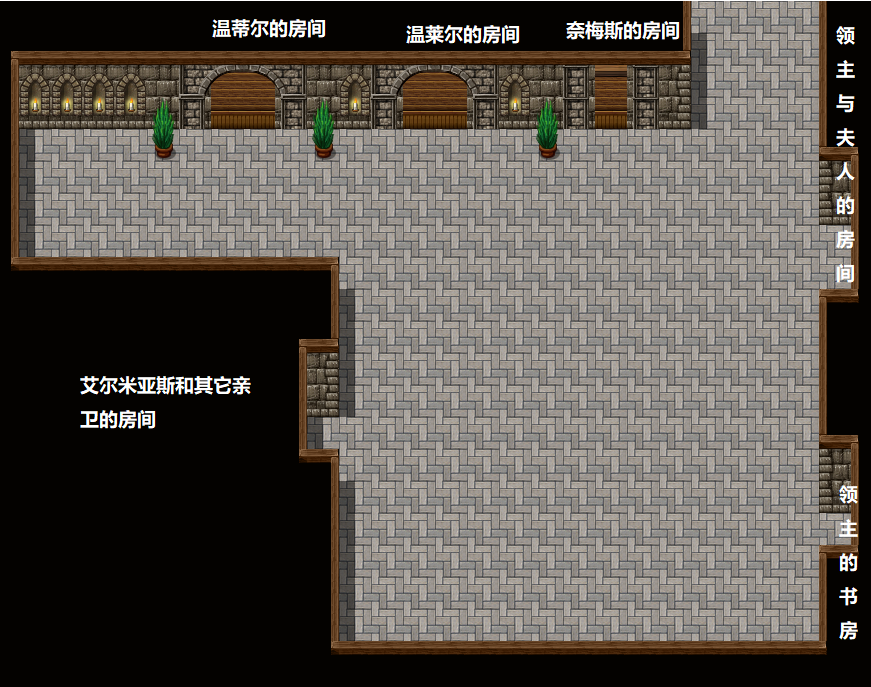 温蒂尔的房间
温莱尔的房间
奈梅斯的房间
领主与夫人的房间
艾尔米亚斯和其它亲
卫的房间
领主的书房